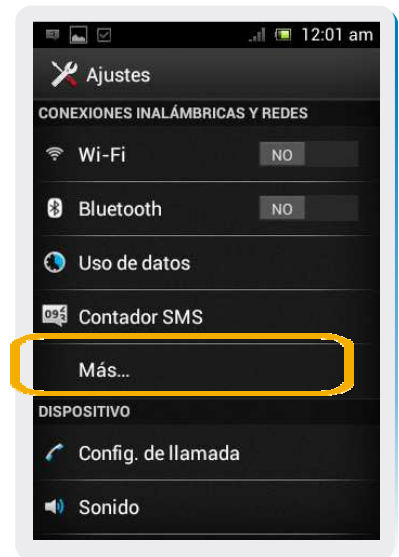 12:01 am
Ajustes
CONEXIONES INALÁMBRICAS Y REDES
Wi-Fi NO
Bluetooth NO
Uso de datos
Contador SMS
Más...
DISPOSITIVO
Config. de llamada
Sonido